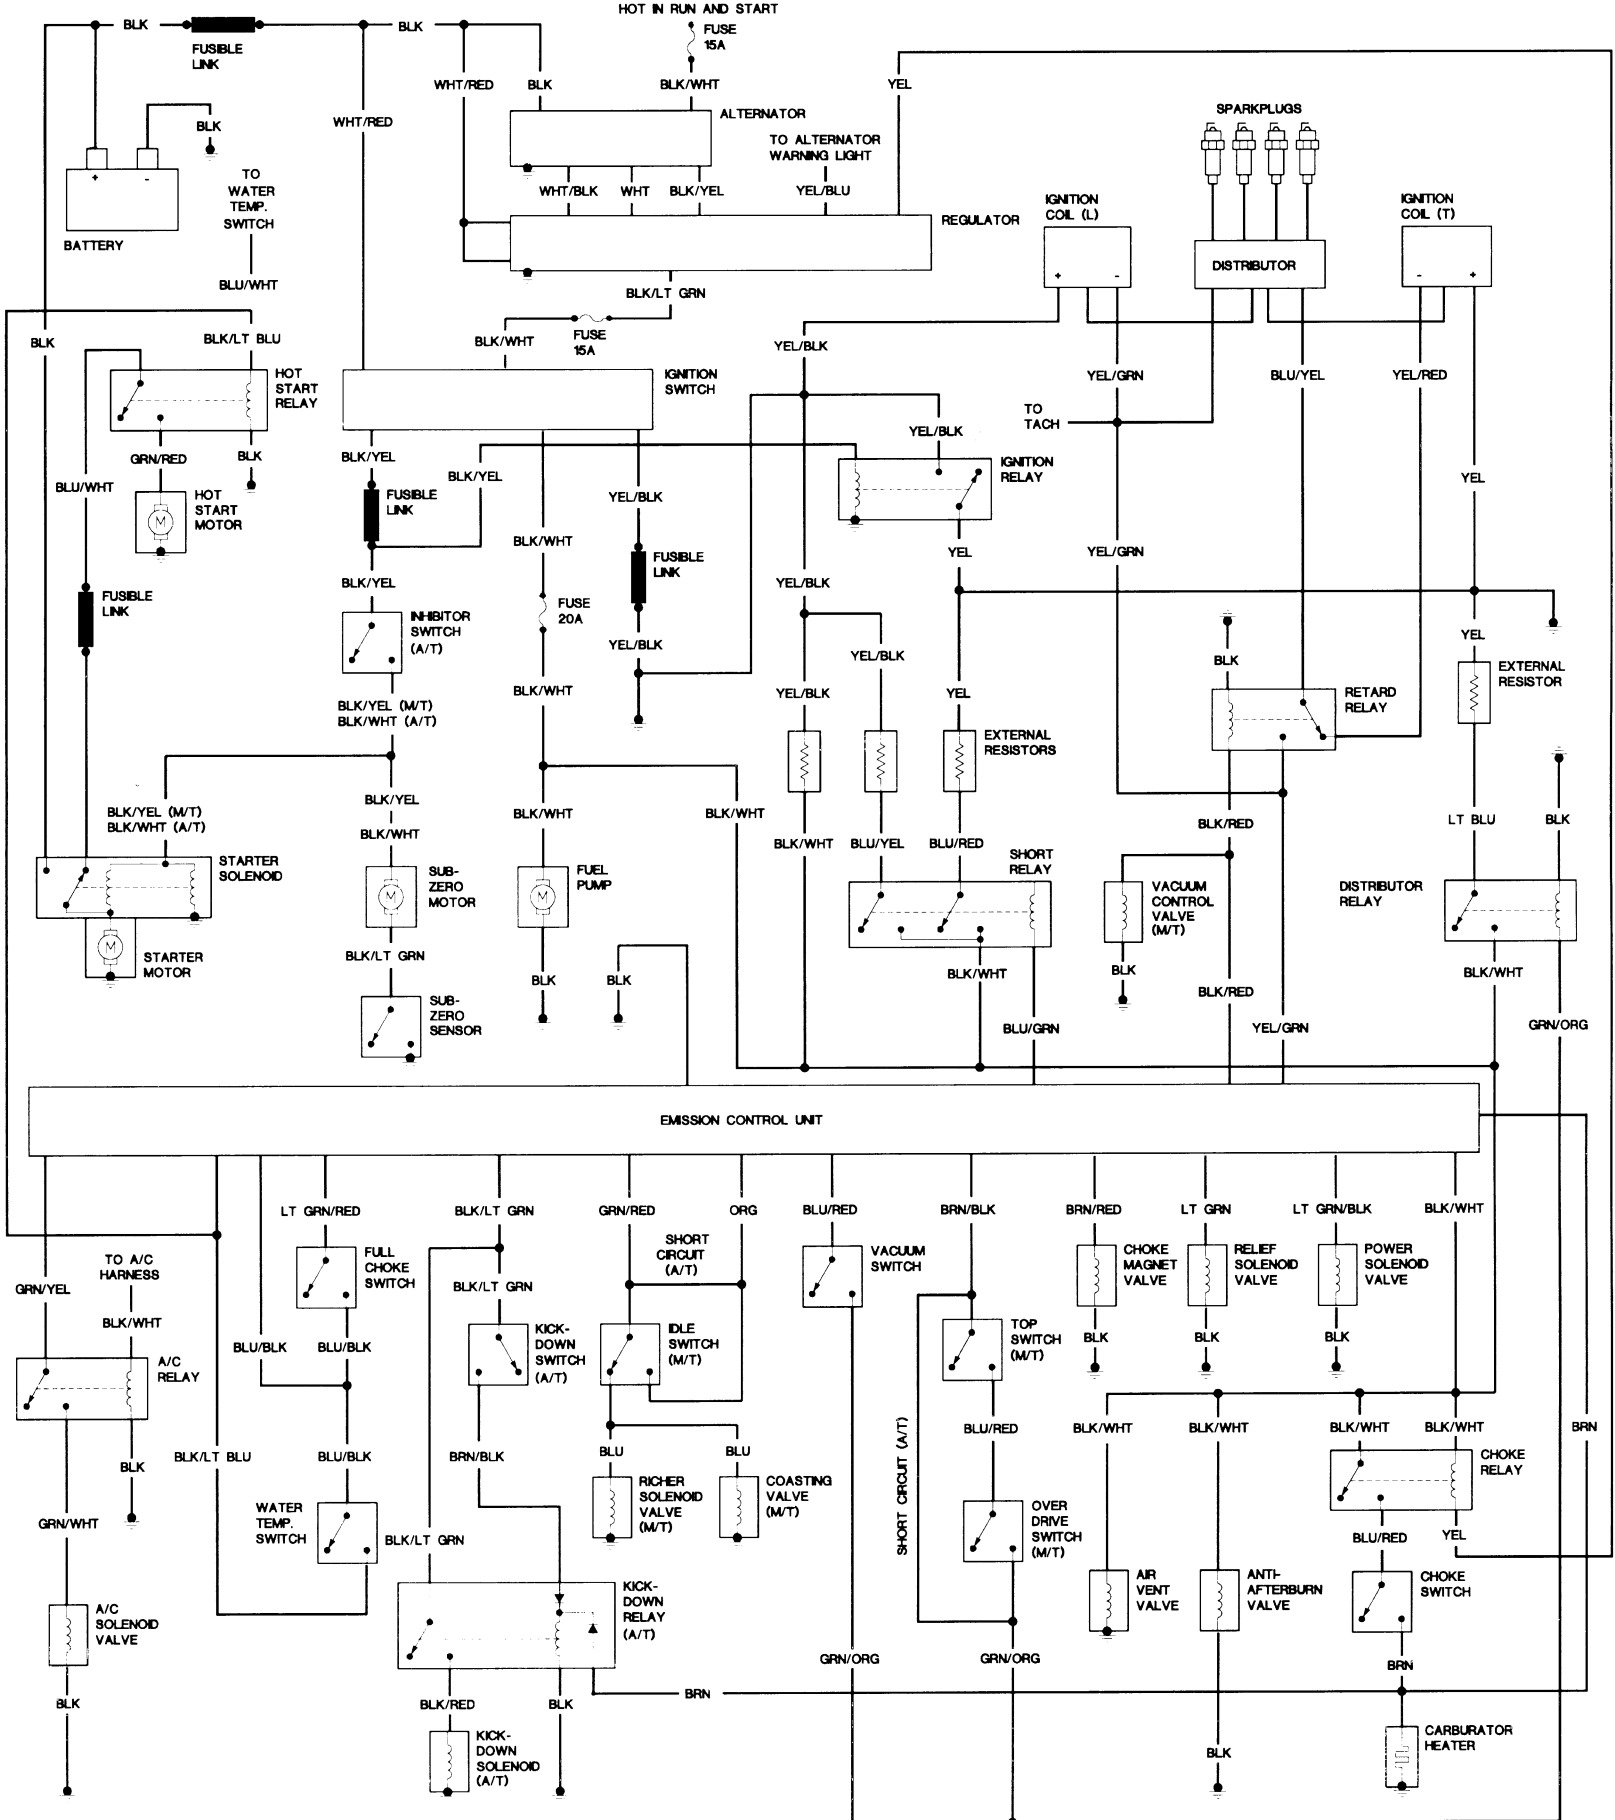 HOT IN RUN AND START
BLK
FUSIBLE
LINK
BLK
FUSE
15A
WHT/RED
BLK
BLK/WHT
YEL
ALTERNATOR
SPARKPLUGS
BLK
WHT/RED
TO ALTERNATOR
WARNING LIGHT
+
-
BATTERY
TO
WATER
TEMP.
SWITCH
BLU/WHT
WHT/BLK
WHT
BLK/YEL
YEL/BLU
REGULATOR
IGNITION
COIL (L)
+
-
DISTRIBUTOR
IGNITION
COIL (T)
-
+
BLK/LT GRN
FUSE
15A
BLK/WHT
BLK
BLK/LT BLU
YEL/BLK
HOT
START
RELAY
IGNITION
SWITCH
YEL/GRN
BLU/YEL
YEL/RED
TO
TACH
YEL/BLK
GRN/RED
BLK
BLK/YEL
BLK/YEL
IGNITION
RELAY
YEL
BLU/WHT
HOT
START
MOTOR
M
FUSIBLE
LINK
YEL/BLK
BLK/WHT
YEL
YEL/GRN
FUSIBLE
LINK
BLK/YEL
FUSIBLE
LINK
YEL/BLK
FUSE
20A
INHIBITOR
SWITCH
(A/T)
YEL/BLK
YEL/BLK
YEL
BLK
EXTERNAL
RESISTOR
BLK/WHT
YEL/BLK
YEL
RETARD
RELAY
BLK/YEL (M/T)
BLK/WHT (A/T)
EXTERNAL
RESISTORS
BLK/YEL
BLK/WHT
BLK/YEL (M/T)
BLK/WHT (A/T)
BLK/WHT
BLK/WHT
BLK/WHT
BLU/YEL
BLU/RED
BLK/RED
LT BLU
BLK
STARTER
SOLENOID
M
STARTER
MOTOR
M
SUB-
ZERO
MOTOR
M
FUEL
PUMP
SHORT
RELAY
VACUUM
CONTROL
VALVE
(M/T)
DISTRIBUTOR
RELAY
BLK/LT GRN
BLK
BLK
BLK/WHT
BLK
BLK/RED
BLK/WHT
SUB-
ZERO
SENSOR
BLU/GRN
YEL/GRN
GRN/ORG
EMISSION CONTROL UNIT
LT GRN/RED
BLK/LT GRN
GRN/RED
ORG
BLU/RED
BRN/BLK
BRN/RED
LT GRN
LT GRN/BLK
BLK/WHT
TO A/C
HARNESS
GRN/YEL
BLK/WHT
FULL
CHOKE
SWITCH
BLK/LT GRN
SHORT
CIRCUIT
(A/T)
VACUUM
SWITCH
CHOKE
MAGNET
VALVE
RELIEF
SOLENOID
VALVE
POWER
SOLENOID
VALVE
A/C
RELAY
BLU/BLK
BLU/BLK
KICK-
DOWN
SWITCH
(A/T)
IDLE
SWITCH
(M/T)
TOP
SWITCH
(M/T)
BLK
BLK
BLK
BLK
BLK/LT BLU
BLU/BLK
BRN/BLK
BLU
BLU
SHORT CIRCUIT (A/T)
BLU/RED
BLK/WHT
BLK/WHT
BLK/WHT
BLK/WHT
BRN
CHOKE
RELAY
GRN/WHT
WATER
TEMP.
SWITCH
BLK/LT GRN
RICHER
SOLENOID
VALVE
(M/T)
COASTING
VALVE
(M/T)
OVER
DRIVE
SWITCH
(M/T)
BLU/RED
YEL
A/C
SOLENOID
VALVE
KICK-
DOWN
RELAY
(A/T)
AIR
VENT
VALVE
ANTI-
AFTERBURN
VALVE
CHOKE
SWITCH
GRN/ORG
GRN/ORG
BRN
BLK
BLK/RED
BLK
BRN
KICK-
DOWN
SOLENOID
(A/T)
BLK
CARBURATOR
HEATER